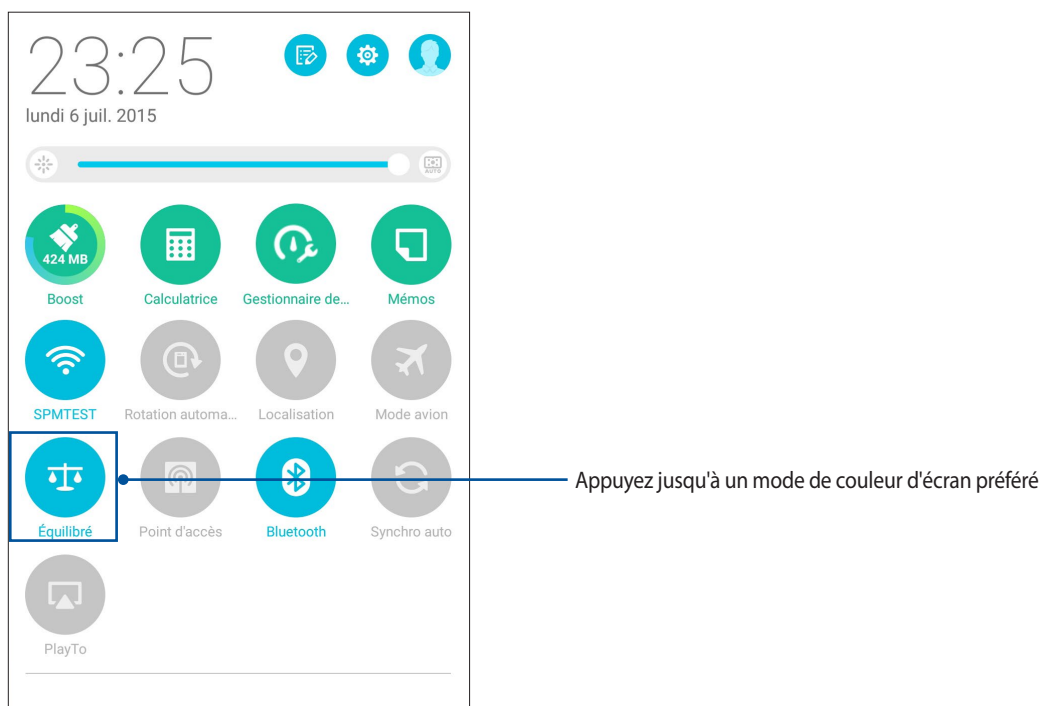 23:25
lundi 6 juil. 2015
AUTO
424 MB
Boost Calculatrice Gestionnaire de... Mémos
SPMTEST Rotation automa... Localisation Mode avion
Équilibré Point d'accès Bluetooth Synchro auto
Appuyez jusqu'à un mode de couleur d'écran préféré
PlayTo